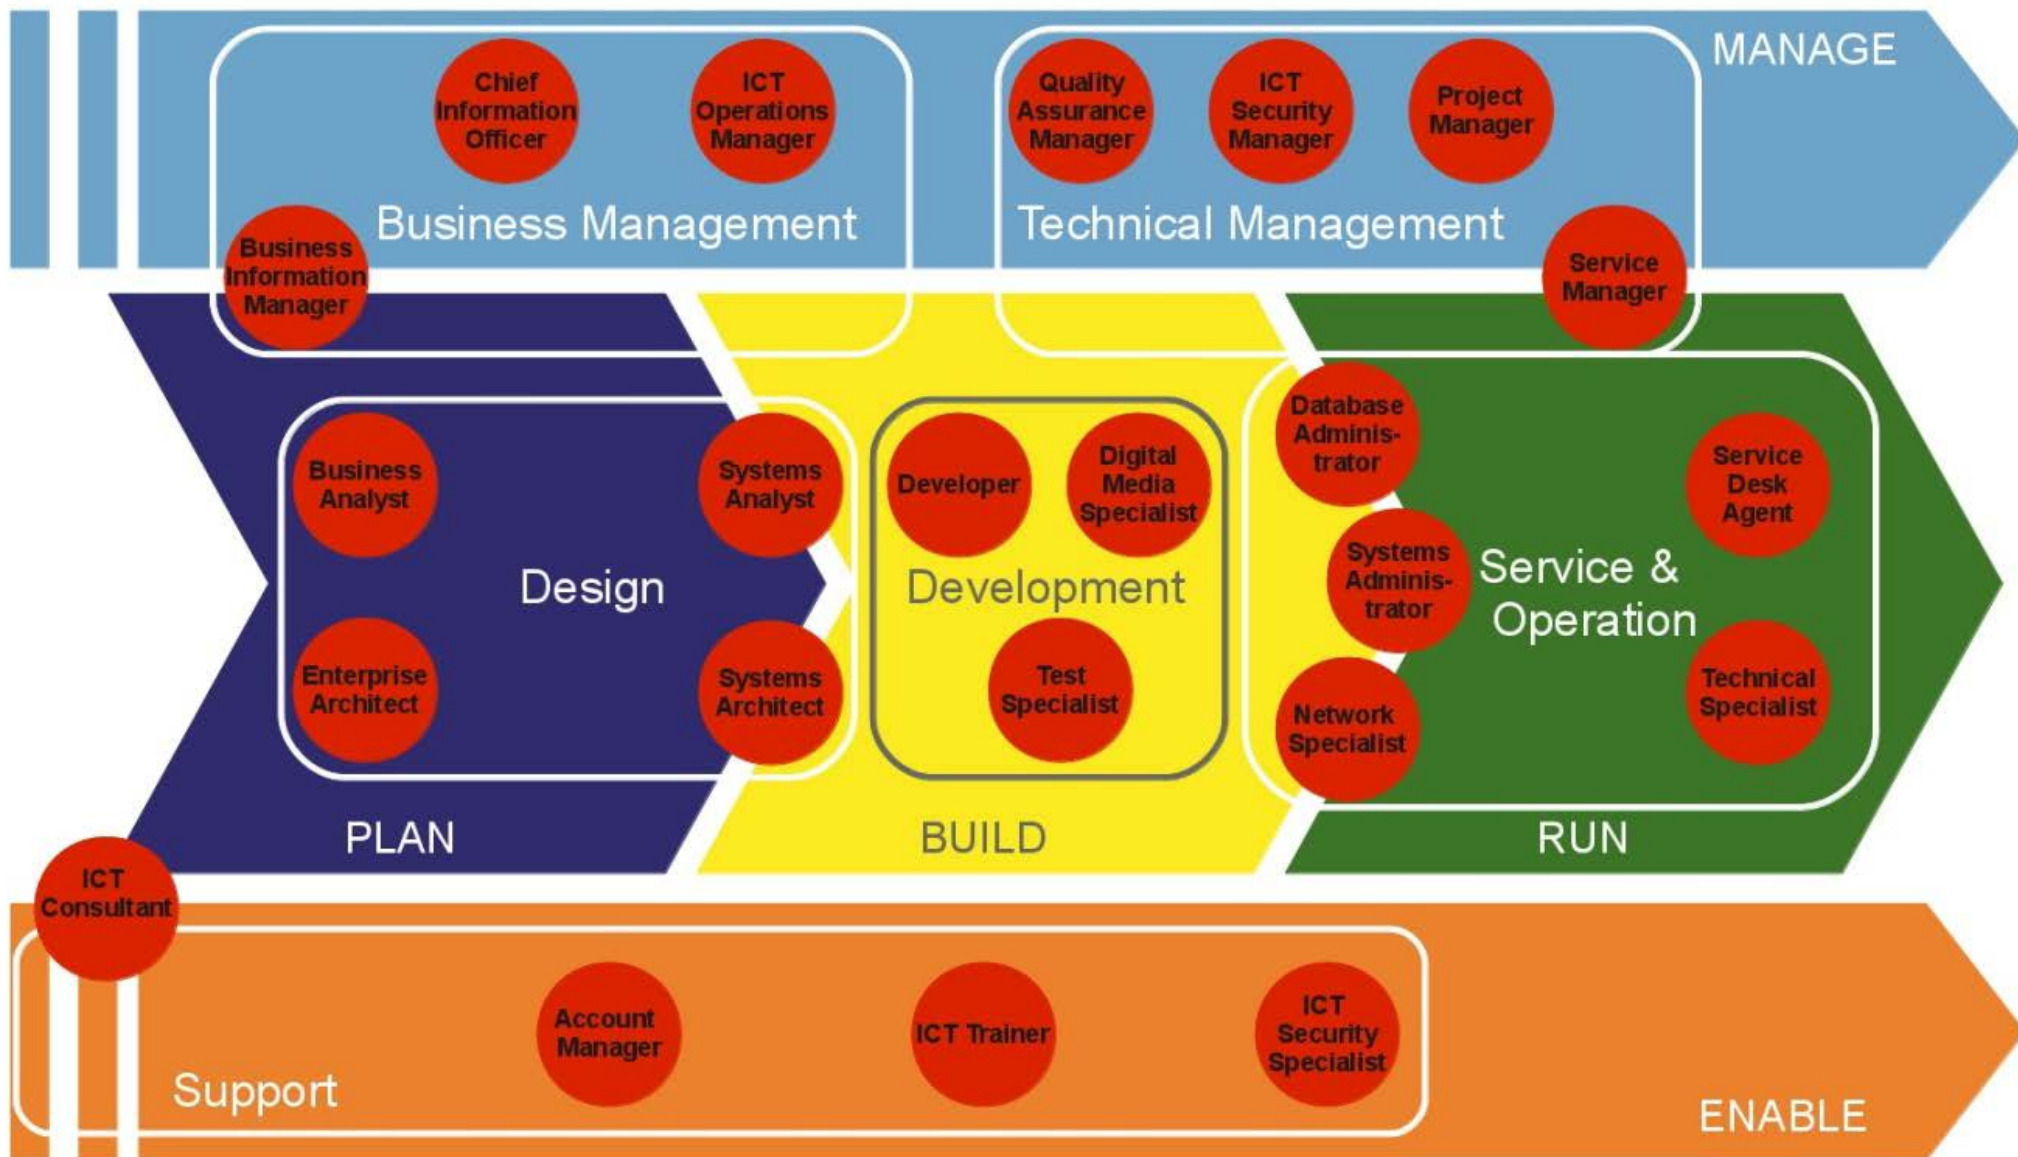 MANAGE
Chief
Information
Officer
ICT
Operations
Manager
Quality
Assurance
Manager
ICT
Security
Manager
Project
Manager
Business Management
Technical Management
Business
Information
Manager
Service
Manager
Business
Analyst
Systems
Analyst
Design
Enterprise
Architect
Systems
Architect
PLAN
Developer
Digital
Media
Specialist
Development
Test
Specialist
BUILD
Database
Adminis-
trator
Systems
Adminis-
trator
Network
Specialist
Service &
Operation
Service
Desk
Agent
Technical
Specialist
RUN
ICT
Consultant
Account
Manager
ICT Trainer
ICT
Security
Specialist
Support
ENABLE